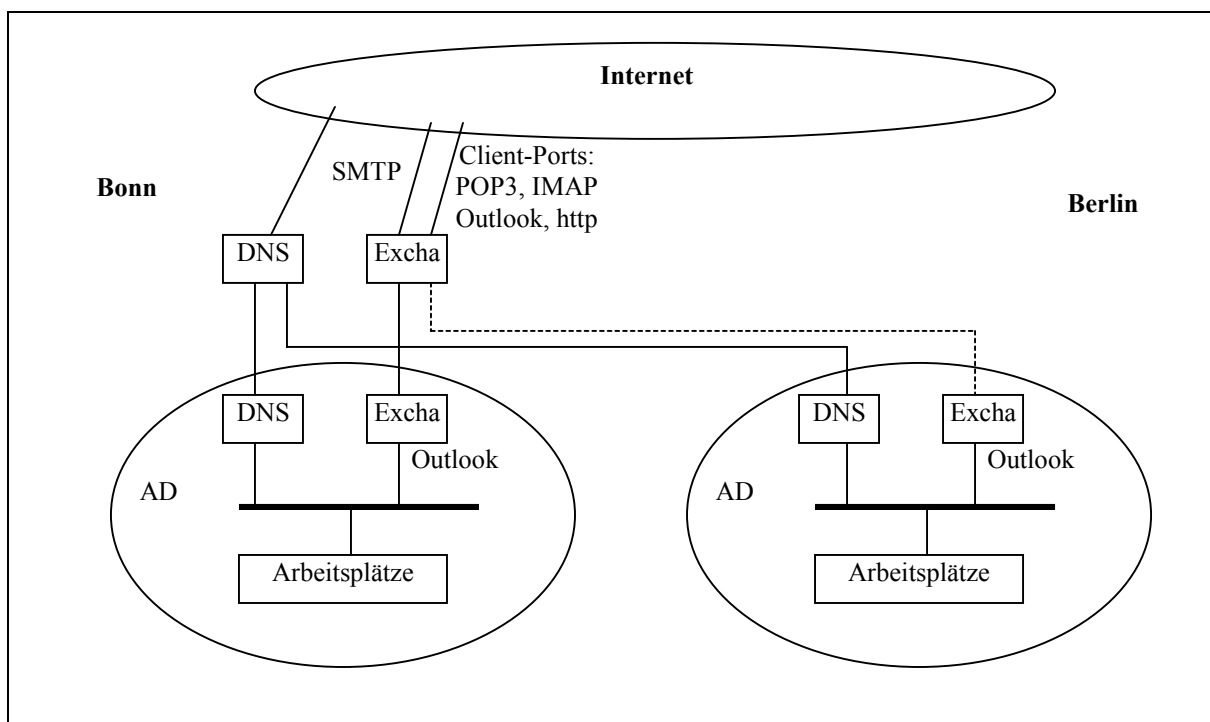 Internet
SMTP
Client-Ports:
POP3, IMAP
Outlook, http
Bonn
Berlin
DNS
Excha
DNS
Excha
Outlook
AD
Arbeitsplätze
DNS
Excha
Outlook
AD
Arbeitsplätze